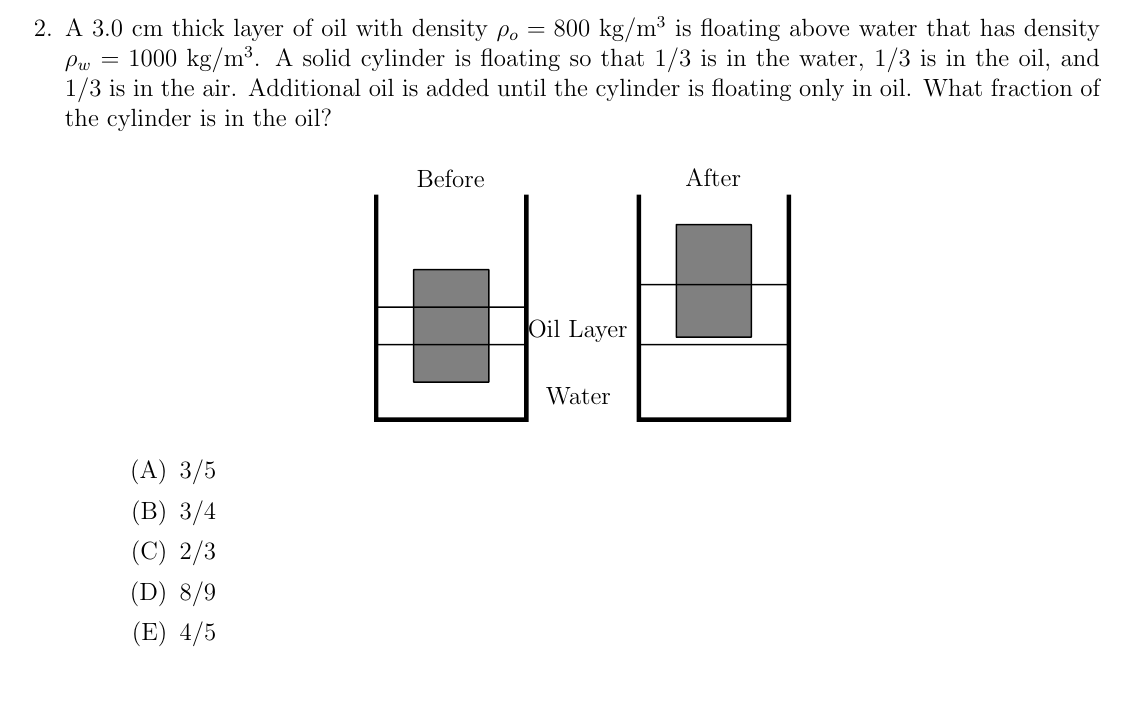 2. A 3.0 cm thick layer of oil with density ρₒ = 800 kg/m³ is floating above water that has density
ρ_w = 1000 kg/m³. A solid cylinder is floating so that 1/3 is in the water, 1/3 is in the oil, and
1/3 is in the air. Additional oil is added until the cylinder is floating only in oil. What fraction of
the cylinder is in the oil?
Before
After
Oil Layer
Water
(A) 3/5
(B) 3/4
(C) 2/3
(D) 8/9
(E) 4/5